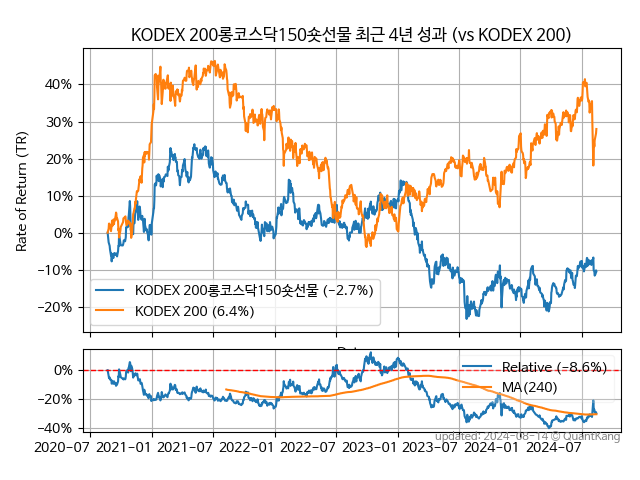 KODEX 200롱코스닥150숏선물 최근 4년 성과 (vs KODEX 200)
Rate of Return (TR)
40%
30%
20%
10%
0%
−10%
−20%
KODEX 200롱코스닥150숏선물 (−2.7%)
KODEX 200 (6.4%)
0%
−20%
−40%
Relative (−8.6%)
MA(240)
2020-07 2021-01 2021-07 2022-01 2022-07 2023-01 2023-07 2024-01 2024-07
updated: 2024-08-14 © QuantKang